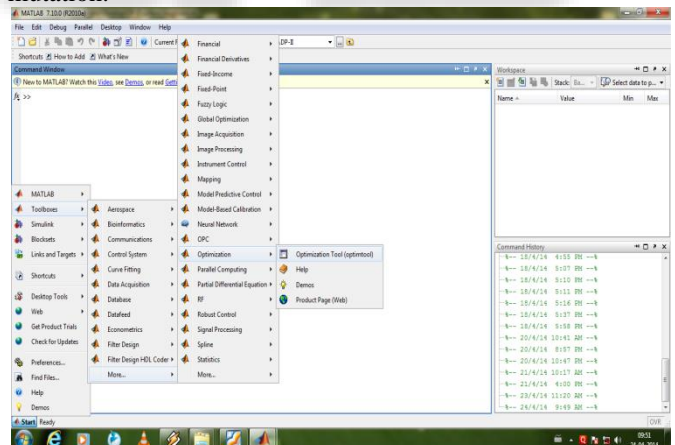 mutation.
MATLAB 7.10.0 (R2010a)
File Edit Debug Parallel Desktop Window Help
Shortcuts How to Add What's New
Command Window
New to MATLAB? Watch this Video, see Demos, or read
>>
MATLAB
Toolboxes
Simulink
Blocksets
Links and Targets
Shortcuts
Desktop Tools
Web
Get Product Trials
Check for Updates
Preferences...
Find Files...
Help
Demos
Aerospace
Bioinformatics
Communications
Control System
Curve Fitting
Data Acquisition
Database
Datafeed
Econometrics
Filter Design
Filter Design HDL Coder
More...
Financial
Financial Derivatives
Fixed-Income
Fixed-Point
Fuzzy Logic
Global Optimization
Image Acquisition
Image Processing
Instrument Control
Mapping
Model Predictive Control
Model-Based Calibration
Neural Network
OPC
Optimization
Parallel Computing
Partial Differential Equation
RF
Robust Control
Signal Processing
Spline
Statistics
More...
Optimization Tool (optimtool)
Help
Demos
Product Page (Web)
Workspace
Stack: Ba... Select data to p...
Name Value Min Max
Command History
%-- 18/4/14 4:55 PM --%
%-- 18/4/14 5:07 PM --%
%-- 18/4/14 5:10 PM --%
%-- 18/4/14 5:11 PM --%
%-- 18/4/14 5:16 PM --%
%-- 18/4/14 5:37 PM --%
%-- 18/4/14 5:58 PM --%
%-- 20/4/14 10:41 AM --%
%-- 20/4/14 8:57 PM --%
%-- 20/4/14 10:47 PM --%
%-- 21/4/14 10:17 AM --%
%-- 21/4/14 6:00 PM --%
%-- 23/4/14 11:20 AM --%
%-- 24/4/14 9:49 AM --%
Start Ready
OVR
09:51